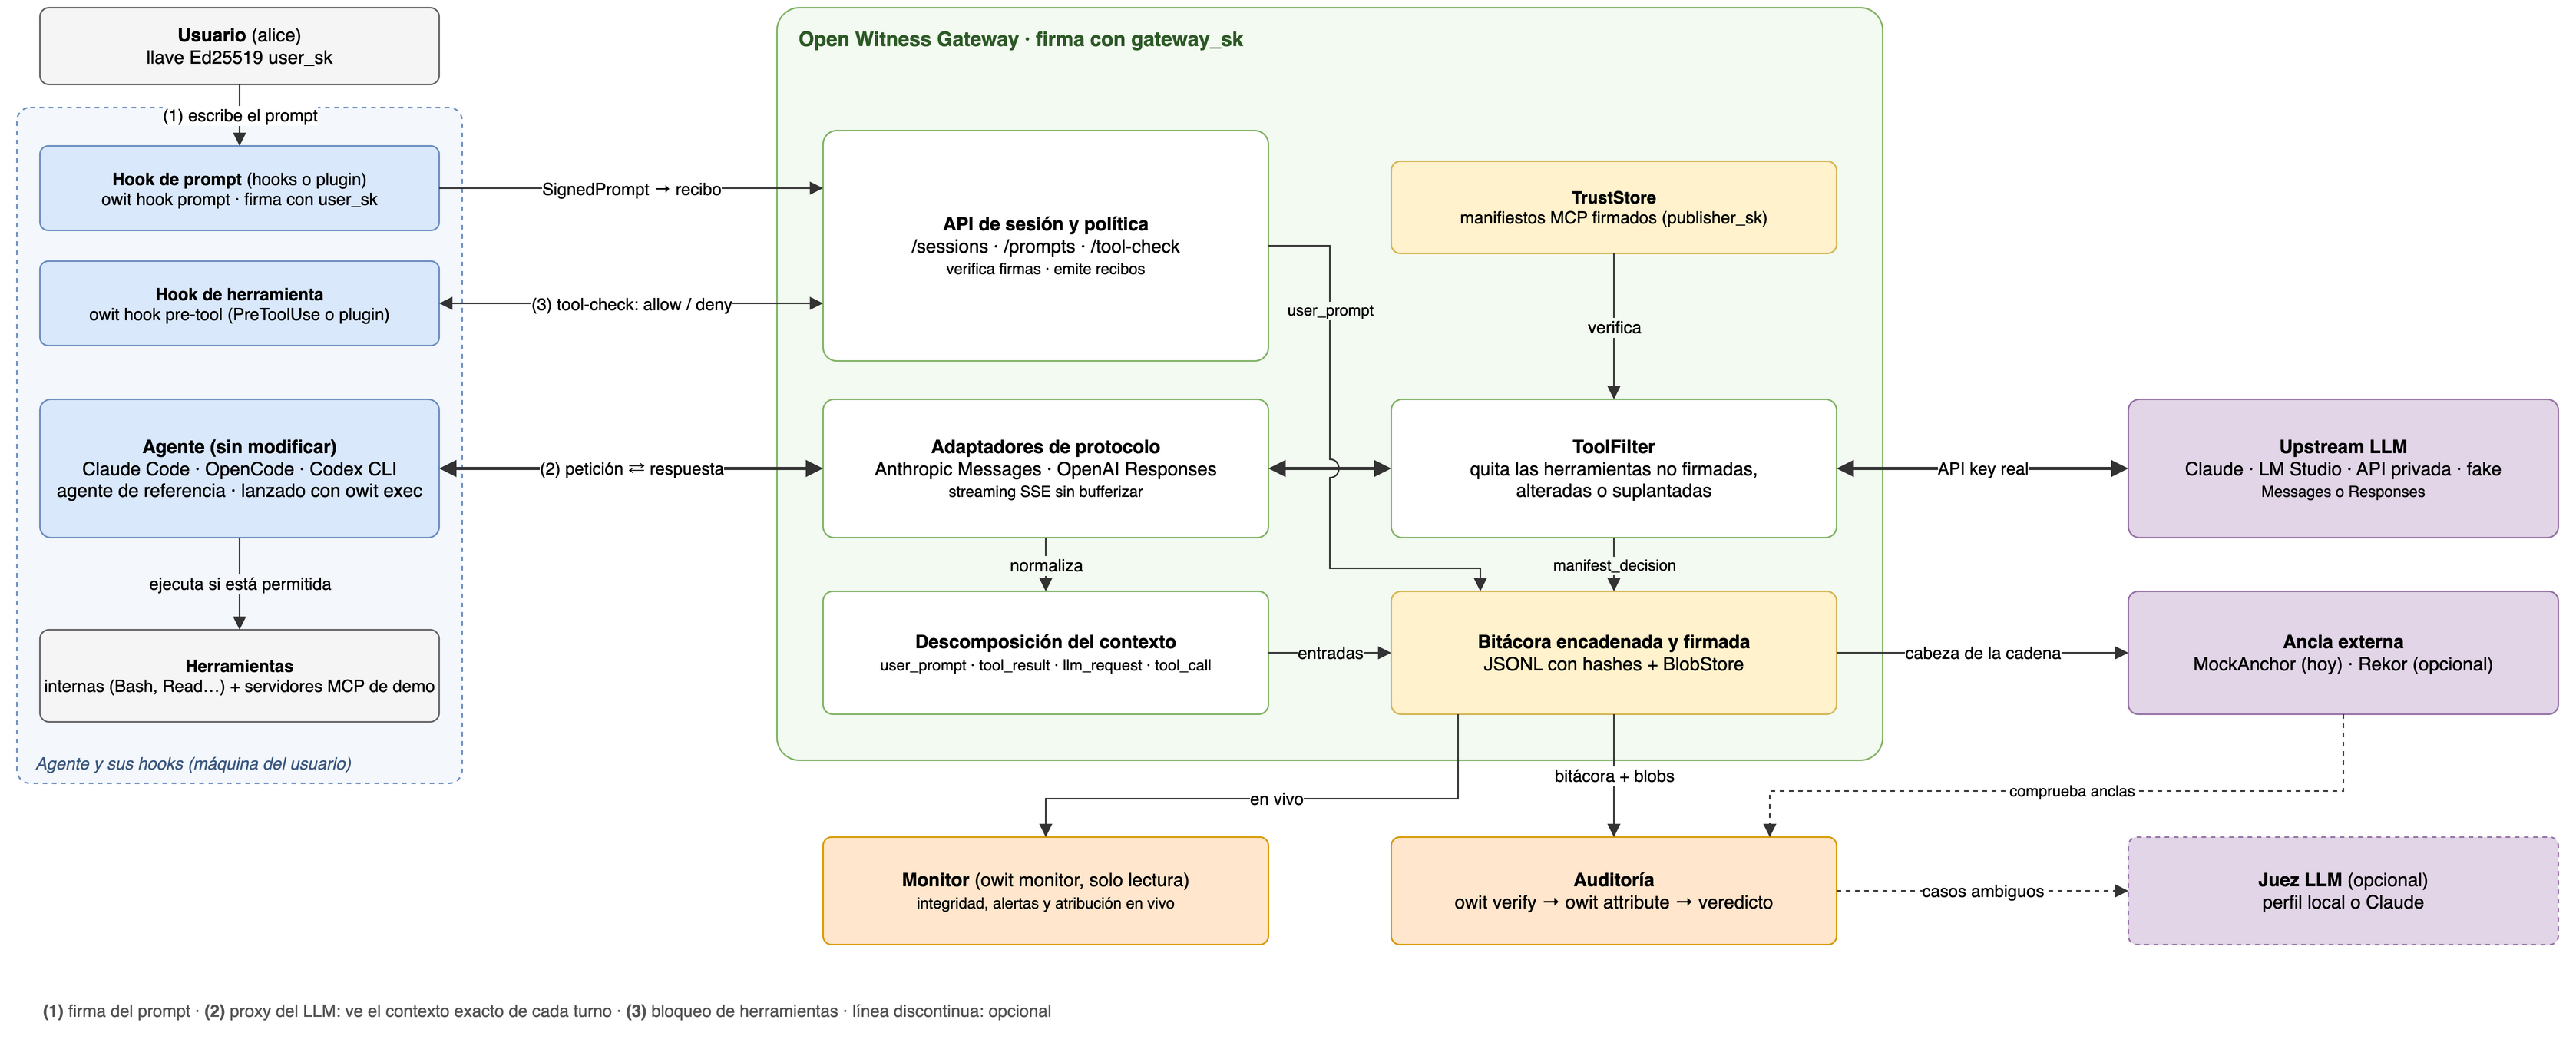 Usuario (alice)
llave Ed25519 user_sk
(1) escribe el prompt
Hook de prompt (hooks o plugin)
owit hook prompt · firma con user_sk
Hook de herramienta
owit hook pre-tool (PreToolUse o plugin)
Agente (sin modificar)
Claude Code · OpenCode · Codex CLI
agente de referencia · lanzado con owit exec
ejecuta si está permitida
Herramientas
internas (Bash, Read…) + servidores MCP de demo
Agente y sus hooks (máquina del usuario)
SignedPrompt → recibo
(3) tool-check: allow / deny
(2) petición ⇄ respuesta
Open Witness Gateway · firma con gateway_sk
API de sesión y política
/sessions · /prompts · /tool-check
verifica firmas · emite recibos
user_prompt
TrustStore
manifiestos MCP firmados (publisher_sk)
verifica
Adaptadores de protocolo
Anthropic Messages · OpenAI Responses
streaming SSE sin bufferizar
ToolFilter
quita las herramientas no firmadas,
alteradas o suplantadas
normaliza
manifest_decision
Descomposición del contexto
user_prompt · tool_result · llm_request · tool_call
entradas
Bitácora encadenada y firmada
JSONL con hashes + BlobStore
API key real
Upstream LLM
Claude · LM Studio · API privada · fake
Messages o Responses
cabeza de la cadena
Ancla externa
MockAnchor (hoy) · Rekor (opcional)
bitácora + blobs
en vivo
comprueba anclas
Monitor (owit monitor, solo lectura)
integridad, alertas y atribución en vivo
Auditoría
owit verify → owit attribute → veredicto
casos ambiguos
Juez LLM (opcional)
perfil local o Claude
(1) firma del prompt · (2) proxy del LLM: ve el contexto exacto de cada turno · (3) bloqueo de herramientas · línea discontinua: opcional